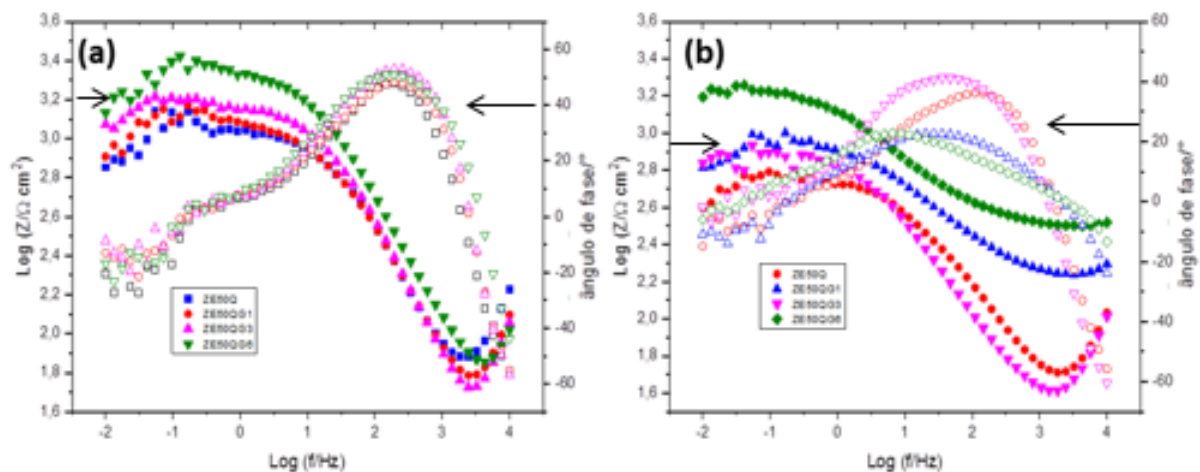 (a)
Log (Z/Ω cm²)
3,6
3,4
3,2
3,0
2,8
2,6
2,4
2,2
2,0
1,8
1,6
-2 -1 0 1 2 3 4
Log (f/Hz)
60
40
20
0
-20
-40
-60
ângulo de fase/°
ZE50Q
ZE50QG1
ZE50QG3
ZE50QG6
(b)
Log (Z/Ω cm²)
3,6
3,4
3,2
3,0
2,8
2,6
2,4
2,2
2,0
1,8
1,6
-2 -1 0 1 2 3 4
Log (f/Hz)
60
40
20
0
-20
-40
-60
ângulo de fase/°
ZE50Q
ZE50QG1
ZE50QG3
ZE50QG6